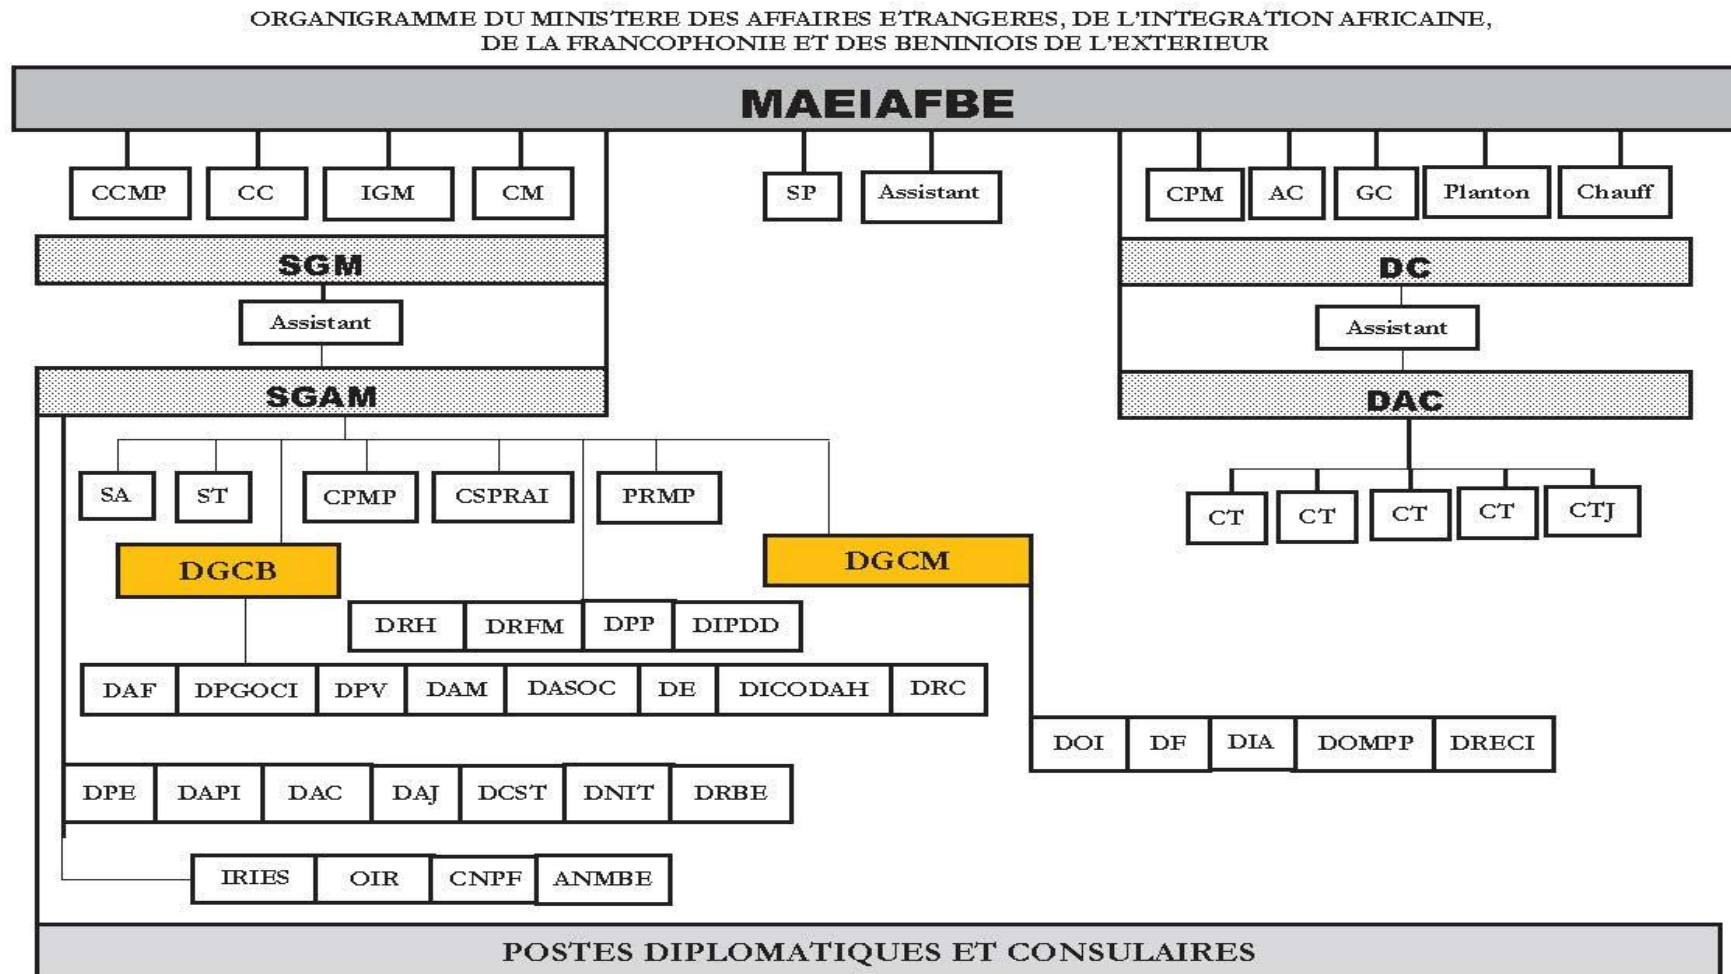 ORGANIGRAMME DU MINISTERE DES AFFAIRES ETRANGERES, DE L'INTEGRATION AFRICAINE,
DE LA FRANCOPHONIE ET DES BENINIOIS DE L'EXTERIEUR
MAEIAFBE
CCMP CC IGM CM SP Assistant CPM AC GC Planton Chauff
SGM DC
Assistant Assistant
SGAM DAC
SA ST CPMP CSPRAI PRMP CT CT CT CT CTJ
DGCB DGCM
DRH DRFM DPP DIPDD
DAF DPGOCI DPV DAM DASOC DE DICODAH DRC
DOI DF DIA DOMPP DRECI
DPE DAPI DAC DAJ DCST DNIT DRBE
IRIES OIR CNPF ANMBE
POSTES DIPLOMATIQUES ET CONSULAIRES